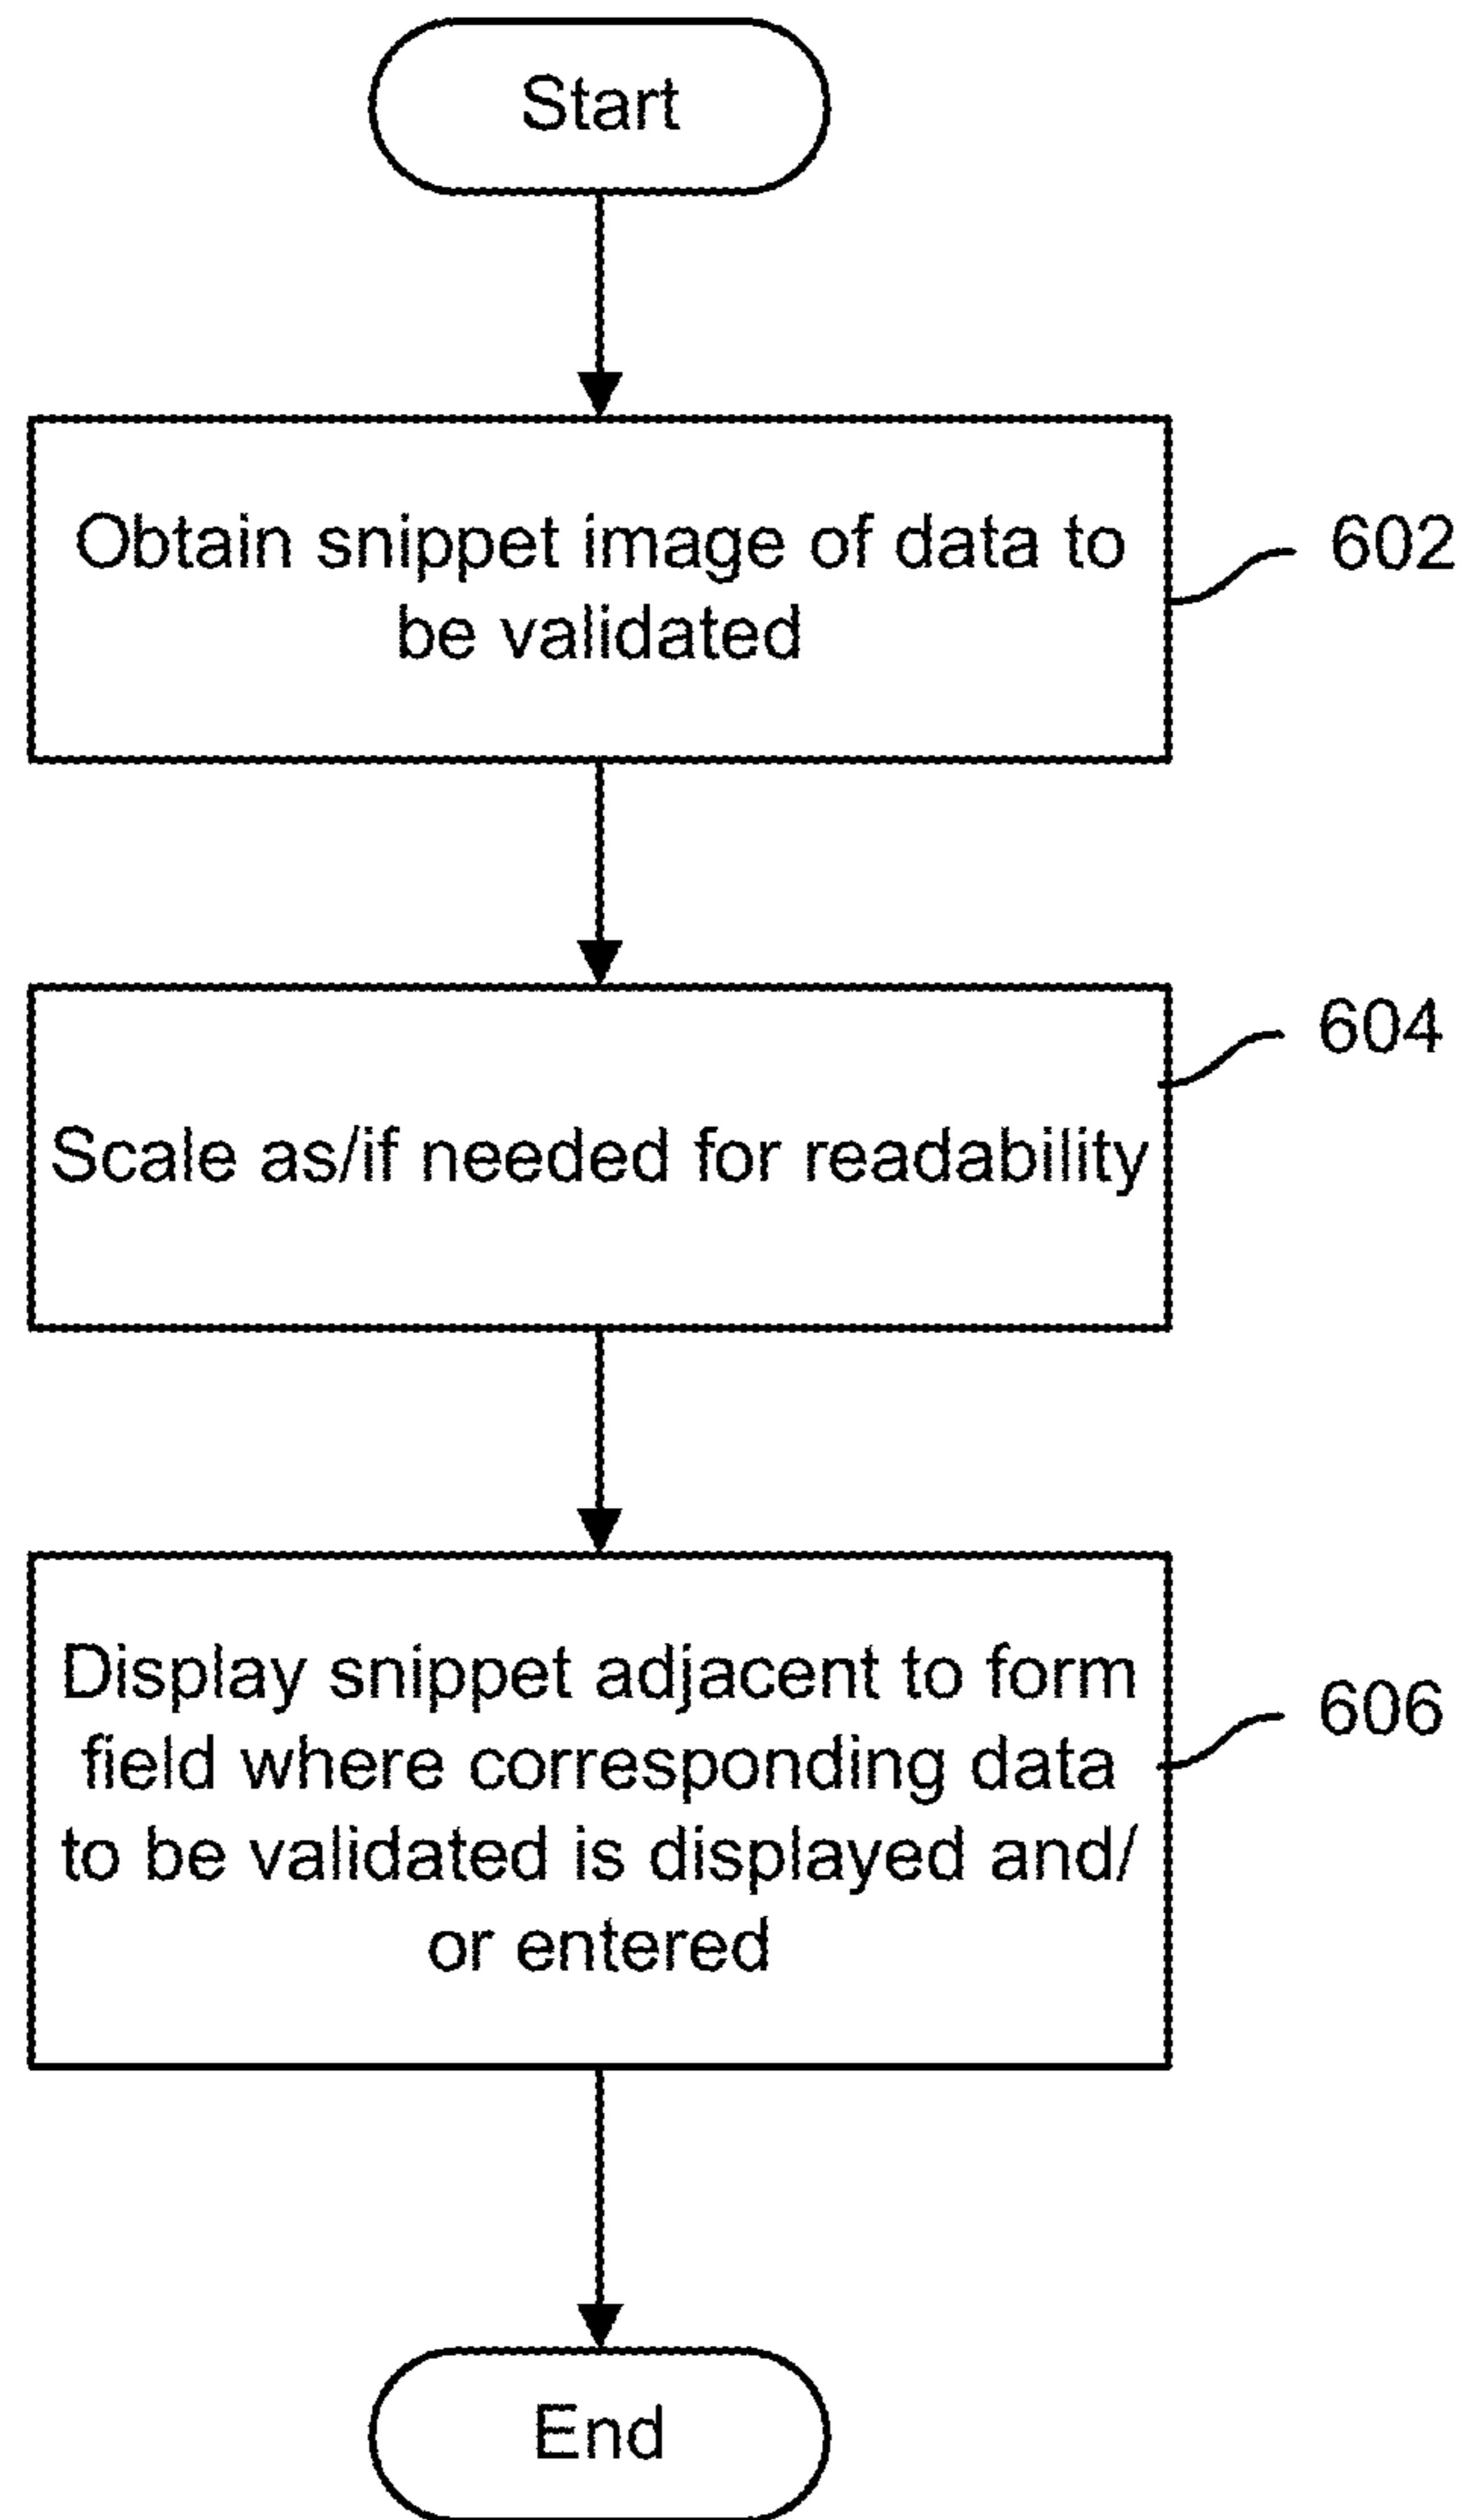 Start
Obtain snippet image of data to
be validated
602
604
Scale as/if needed for readability
Display snippet adjacent to form
field where corresponding data
to be validated is displayed and/
or entered
606
End